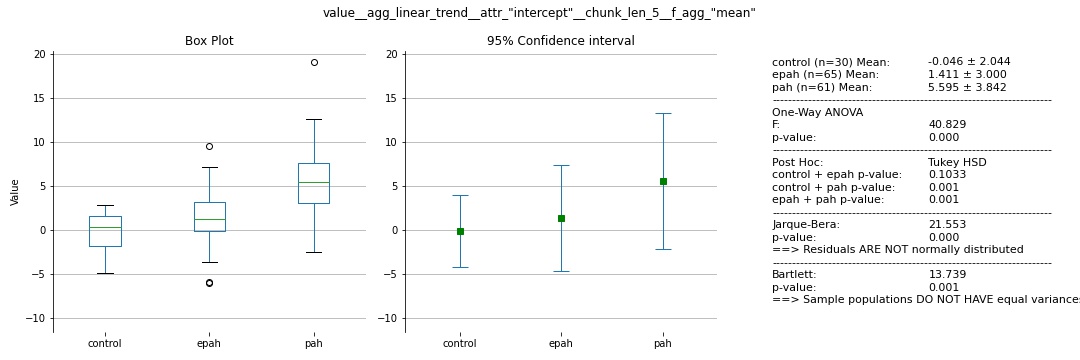 value__agg_linear_trend__attr_"intercept"__chunk_len_5__f_agg_"mean"
Box Plot
Value
20
15
10
5
0
−5
−10
control
epah
pah
95% Confidence interval
20
15
10
5
0
−5
−10
control
epah
pah
control (n=30) Mean: -0.046 ± 2.044
epah (n=65) Mean: 1.411 ± 3.000
pah (n=61) Mean: 5.595 ± 3.842
One-Way ANOVA
F: 40.829
p-value: 0.000
Post Hoc: Tukey HSD
control + epah p-value: 0.1033
control + pah p-value: 0.001
epah + pah p-value: 0.001
Jarque-Bera: 21.553
p-value: 0.000
==> Residuals ARE NOT normally distributed
Bartlett: 13.739
p-value: 0.001
==> Sample populations DO NOT HAVE equal variances